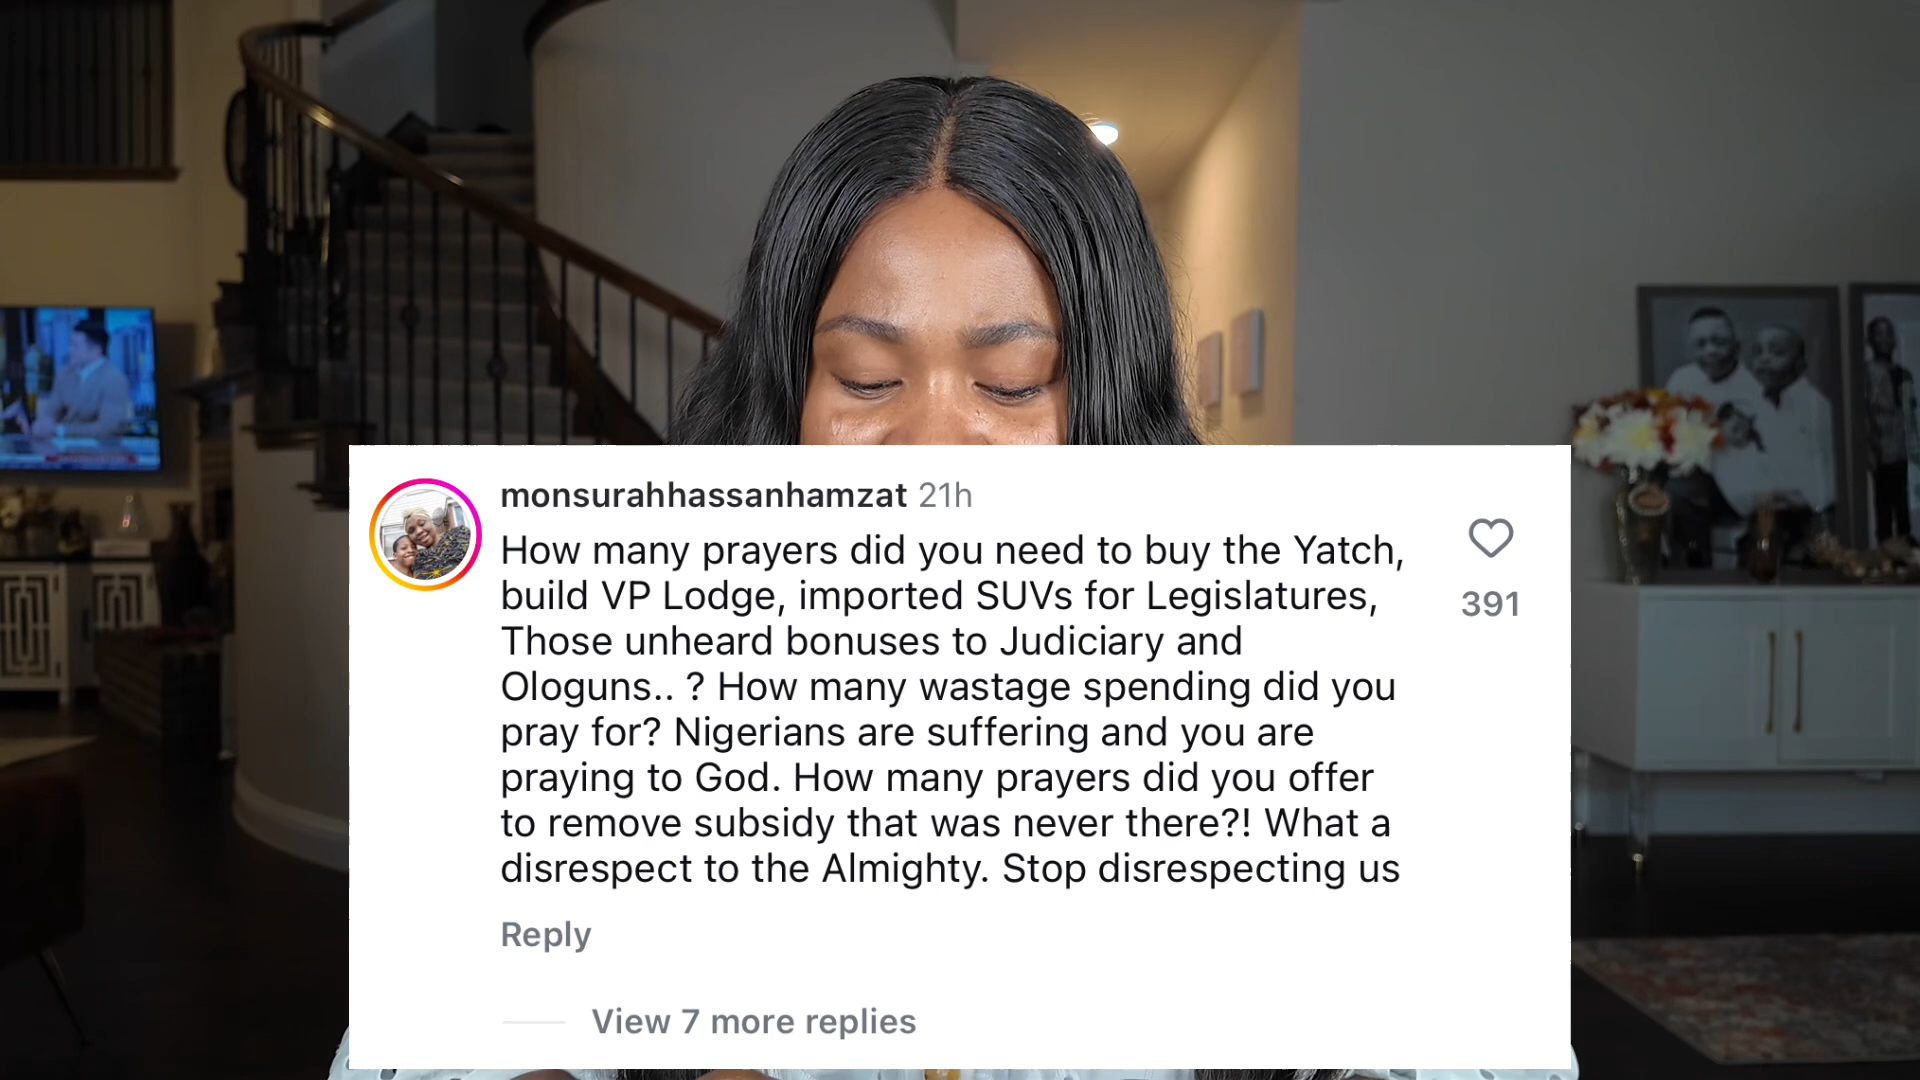 monsurahhassanhamzat 21h
How many prayers did you need to buy the Yatch,
build VP Lodge, imported SUVs for Legislatures,
Those unheard bonuses to Judiciary and
Ologuns.. ? How many wastage spending did you
pray for? Nigerians are suffering and you are
praying to God. How many prayers did you offer
to remove subsidy that was never there?! What a
disrespect to the Almighty. Stop disrespecting us
391
Reply
View 7 more replies